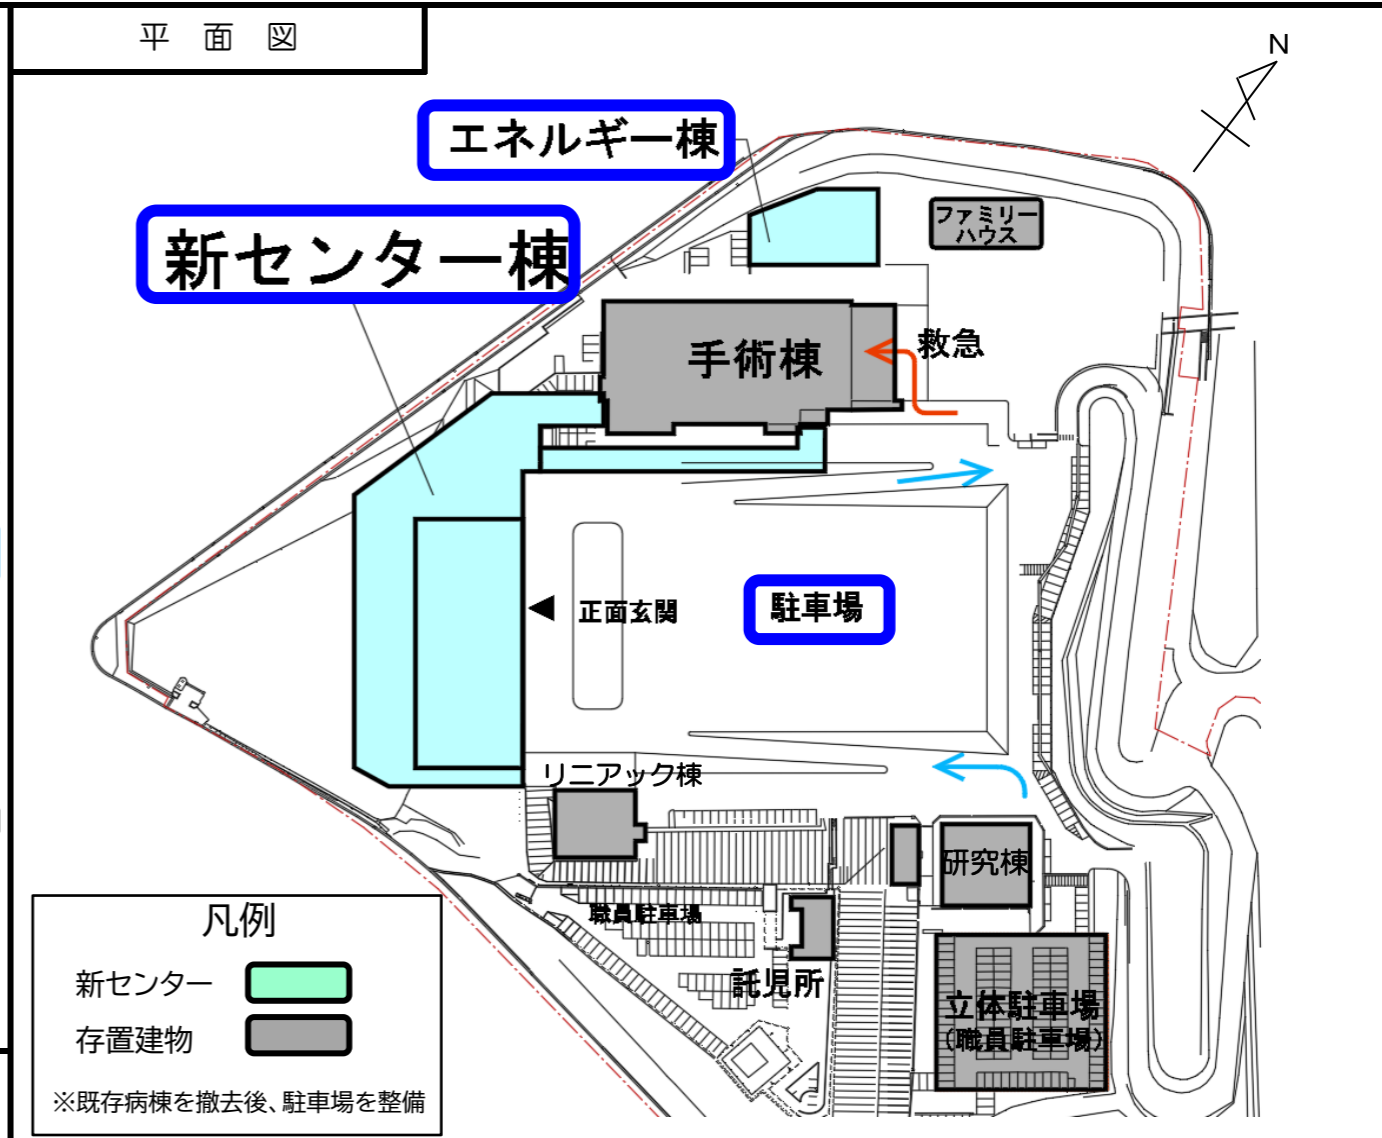 平面図
N
エネルギー棟
新センター棟
ファミリー
ハウス
手術棟
救急
正面玄関
駐車場
リニアック棟
研究棟
職員駐車場
託児所
立体駐車場
(職員駐車場)
凡例
新センター
存置建物
※既存病棟を撤去後、駐車場を整備